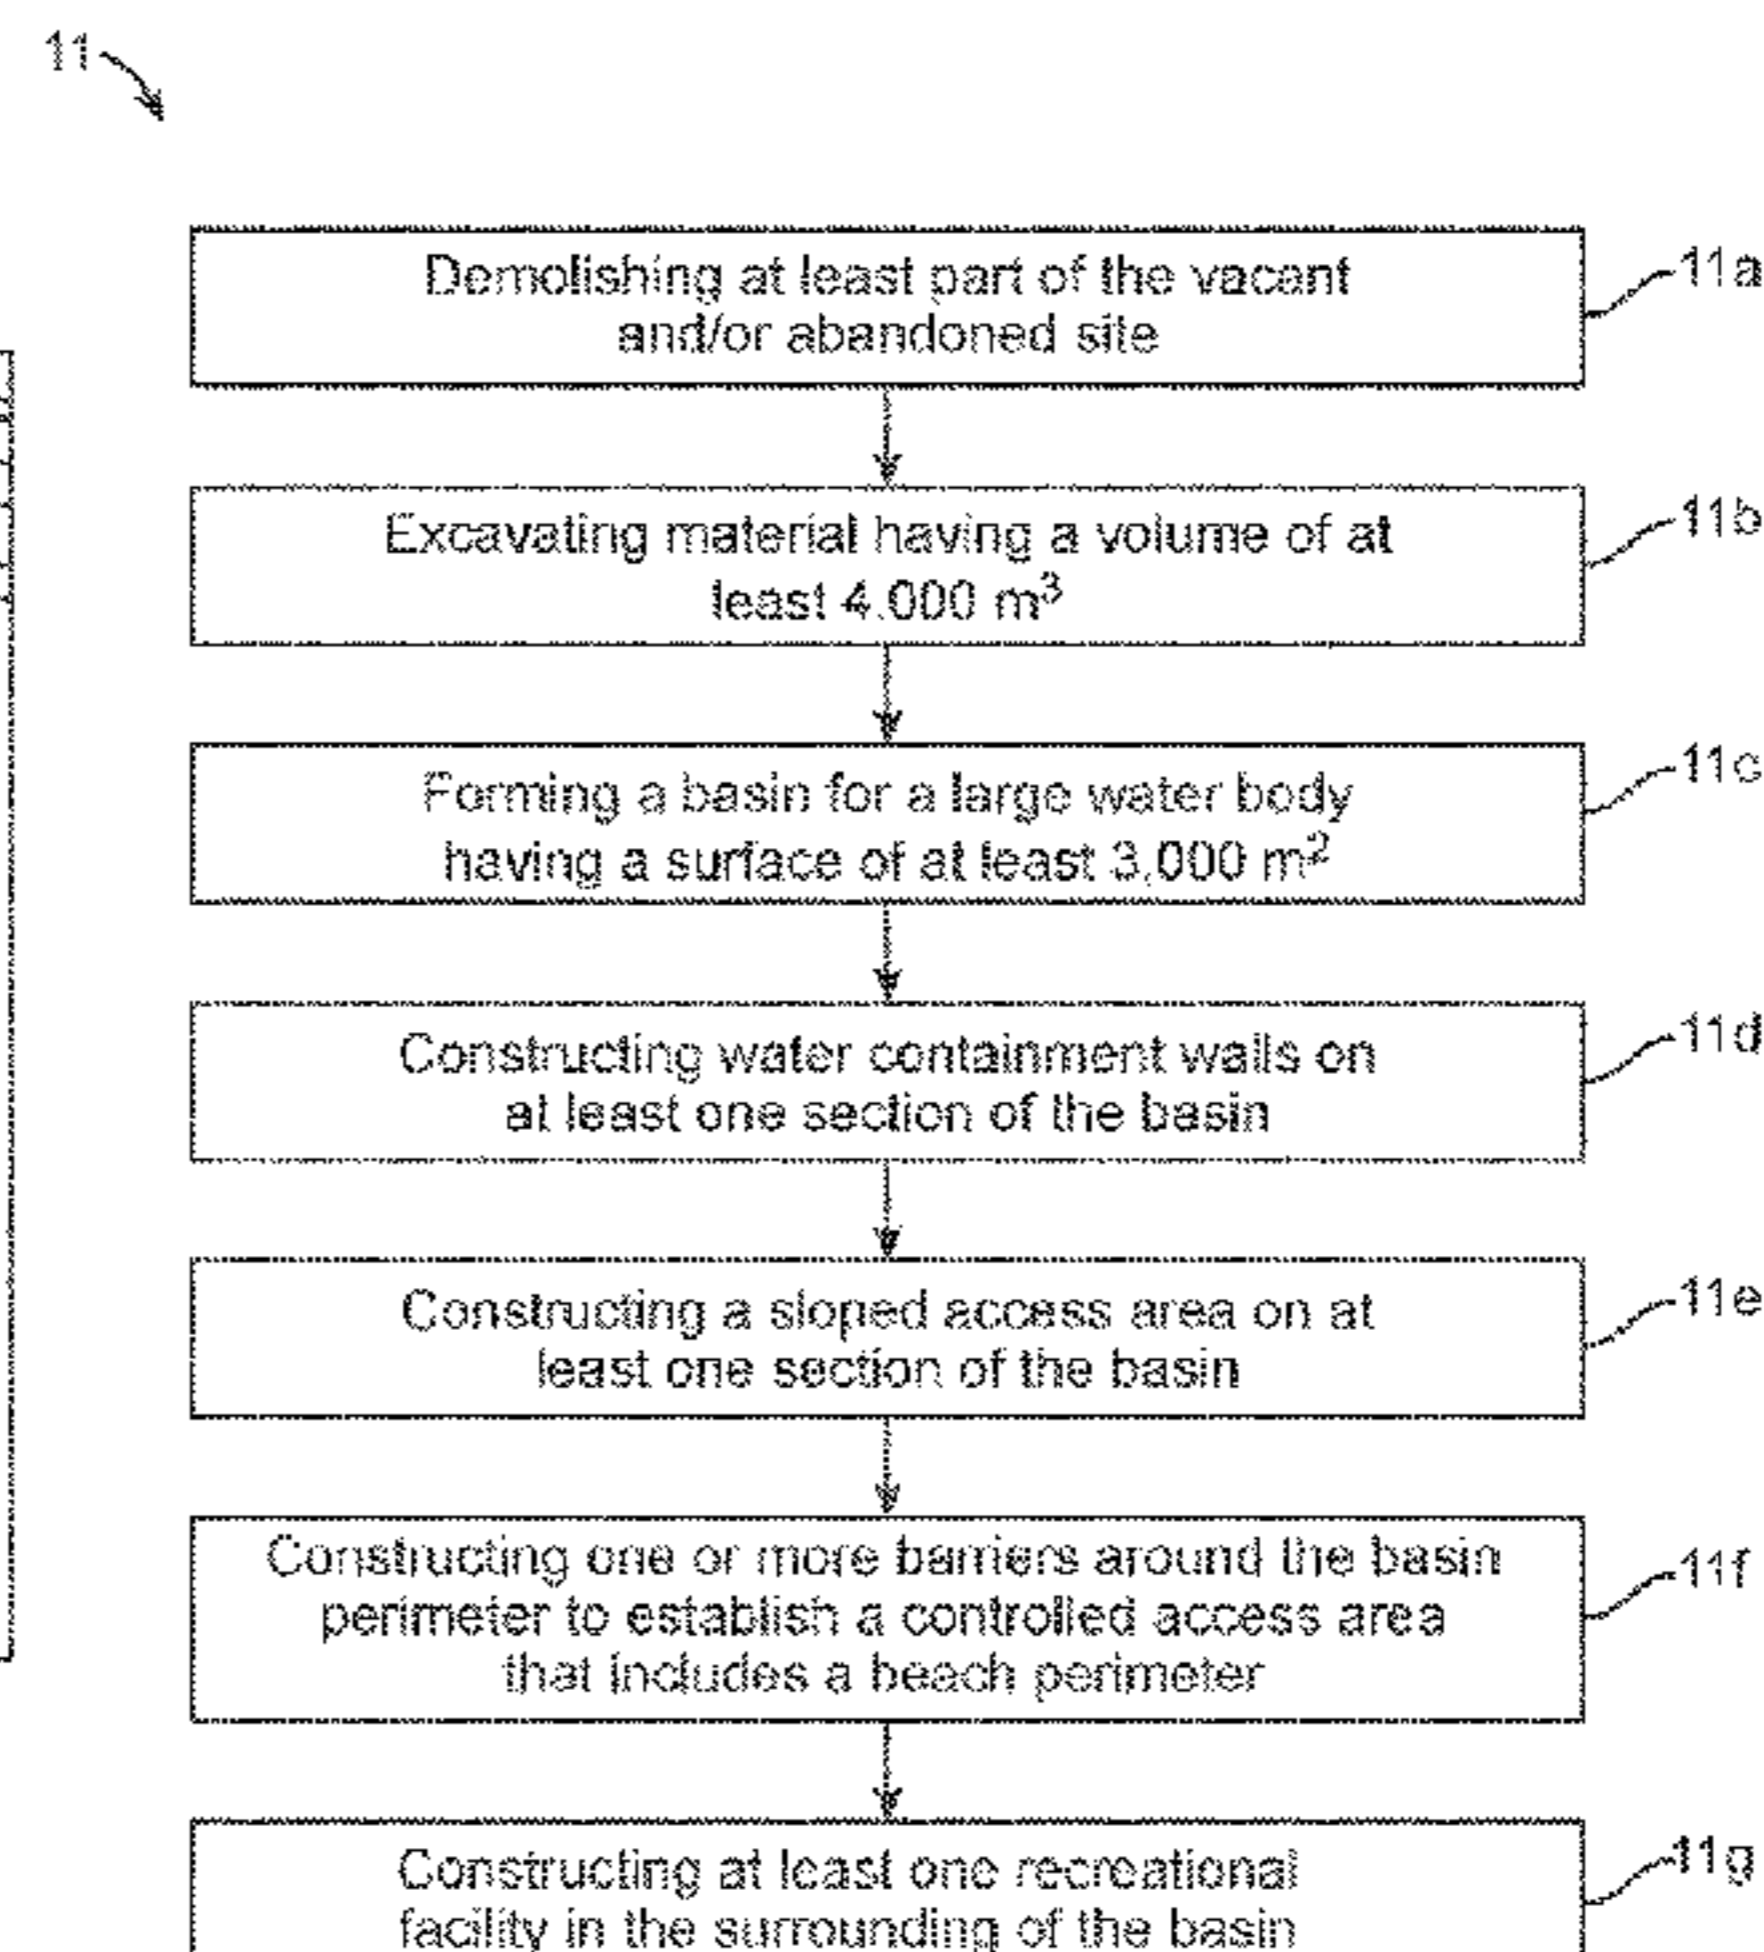 11
Demolishing at least part of the vacant
and/or abandoned site
11a
Excavating material having a volume of at
least 4,000 m³
11b
Forming a basin for a large water body
having a surface of at least 3,000 m²
11c
Constructing water containment walls on
at least one section of the basin
11d
Constructing a sloped access area on at
least one section of the basin
11e
Constructing one or more barriers around the basin
perimeter to establish a controlled access area
that includes a beach perimeter
11f
Constructing at least one recreational
facility in the surrounding of the basin
11g